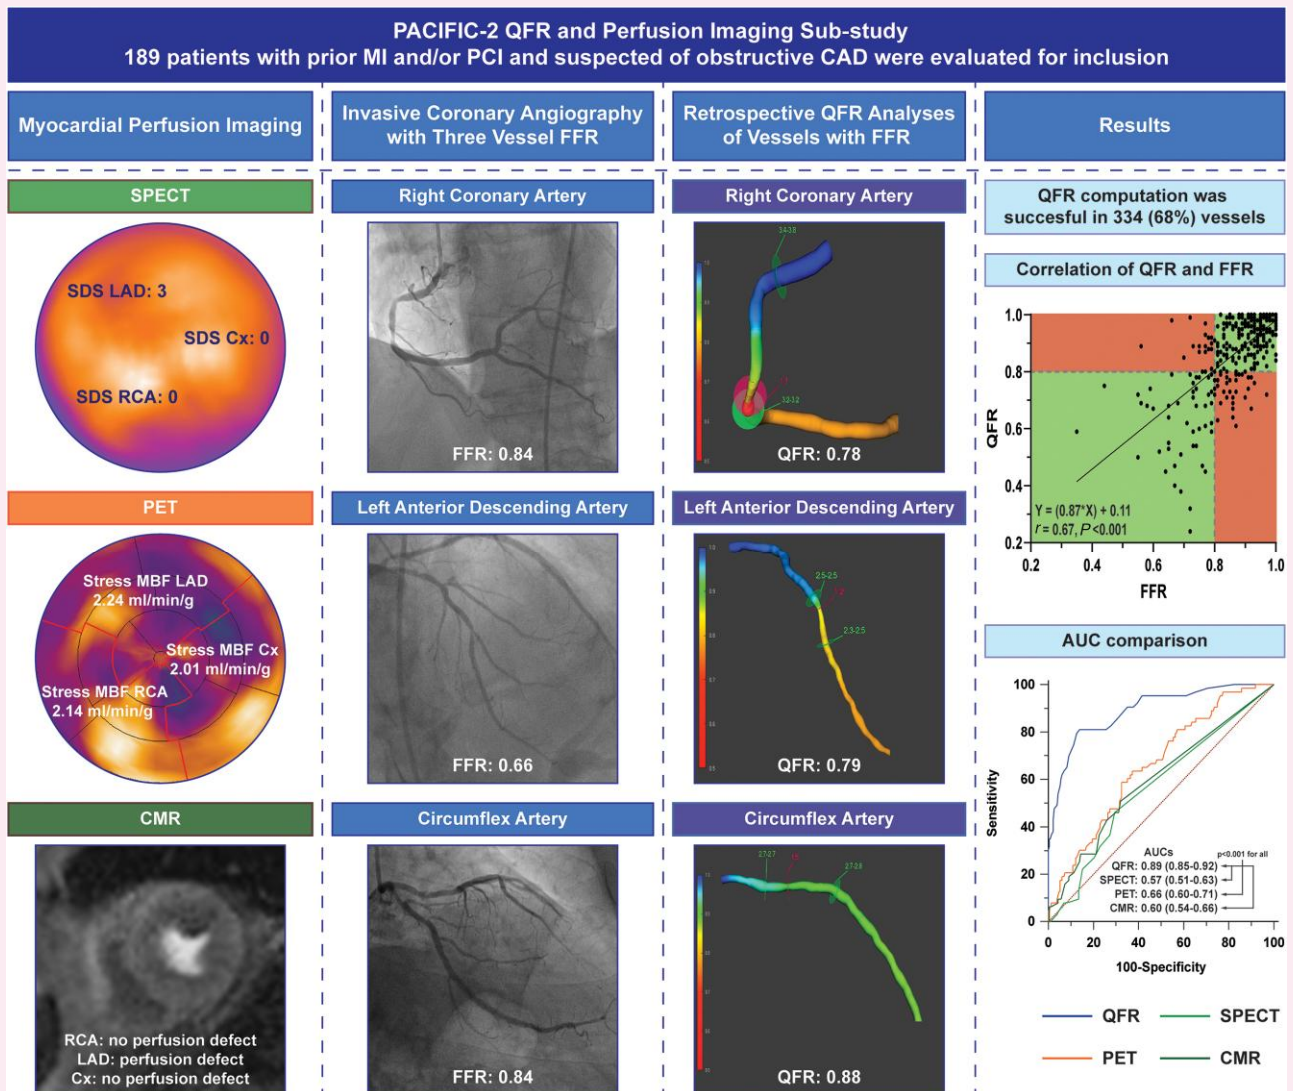 PACIFIC-2 QFR and Perfusion Imaging Sub-study
189 patients with prior MI and/or PCI and suspected of obstructive CAD were evaluated for inclusion
Myocardial Perfusion Imaging
SPECT
SDS LAD: 3
SDS Cx: 0
SDS RCA: 0
PET
Stress MBF LAD
2.24 ml/min/g
Stress MBF Cx
2.01 ml/min/g
Stress MBF RCA
2.14 ml/min/g
CMR
RCA: no perfusion defect
LAD: perfusion defect
Cx: no perfusion defect
Invasive Coronary Angiography
with Three Vessel FFR
Right Coronary Artery
FFR: 0.84
Left Anterior Descending Artery
FFR: 0.66
Circumflex Artery
FFR: 0.84
Retrospective QFR Analyses
of Vessels with FFR
Right Coronary Artery
QFR: 0.78
Left Anterior Descending Artery
QFR: 0.79
Circumflex Artery
QFR: 0.88
Results
QFR computation was
succesful in 334 (68%) vessels
Correlation of QFR and FFR
1.0
0.8
0.6
0.4
0.2
QFR
Y = (0.87*X) + 0.11
r = 0.67, P<0.001
0.2 0.4 0.6 0.8 1.0
FFR
AUC comparison
100
80
60
40
20
0
Sensitivity
AUCs
p<0.001 for all
QFR: 0.89 (0.85-0.92)
SPECT: 0.57 (0.51-0.63)
PET: 0.66 (0.60-0.71)
CMR: 0.60 (0.54-0.66)
0 20 40 60 80 100
100-Specificity
QFR SPECT
PET CMR